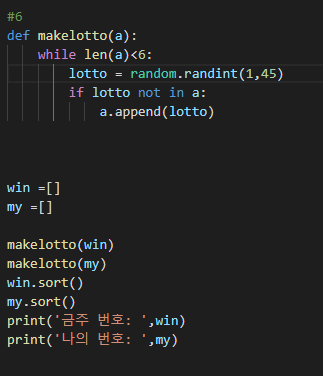 #6
def makelotto(a):
    while len(a)<6:
        lotto = random.randint(1,45)
        if lotto not in a:
            a.append(lotto)
win =[]
my =[]
makelotto(win)
makelotto(my)
win.sort()
my.sort()
print('금주 번호: ',win)
print('나의 번호: ',my)